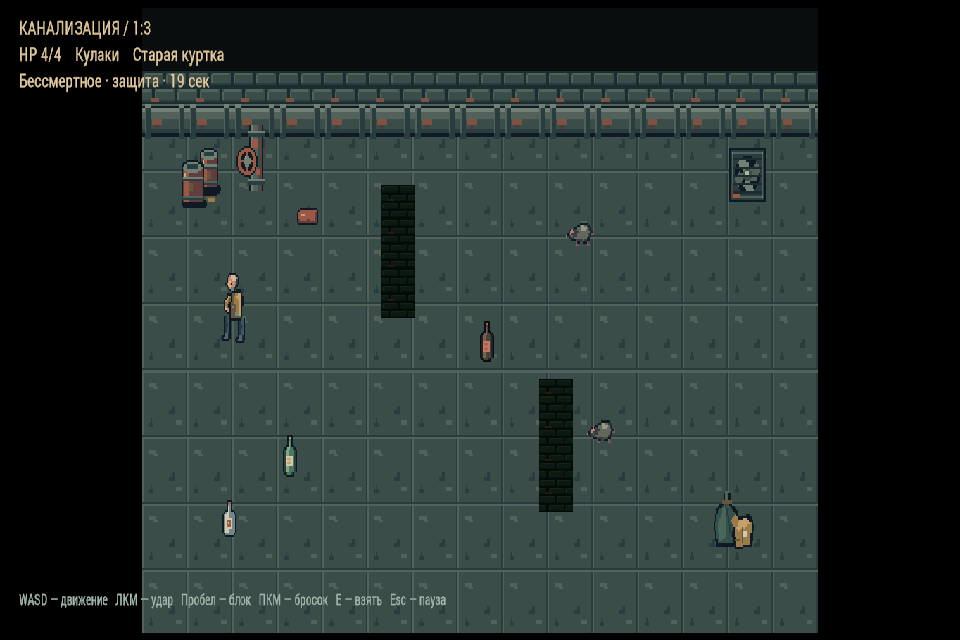 КАНАЛИЗАЦИЯ / 1:3
HP 4/4 Кулаки Старая куртка
Бессмертное · защита · 19 сек
WASD – движение ЛКМ – удар Пробел – блок ПКМ – бросок E – взять Esc – пауза